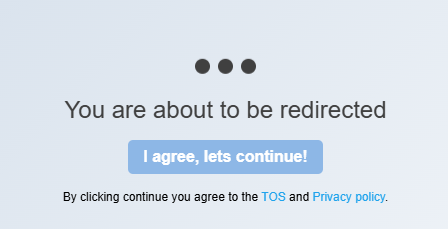 You are about to be redirected
I agree, lets continue!
By clicking continue you agree to the TOS and Privacy policy.